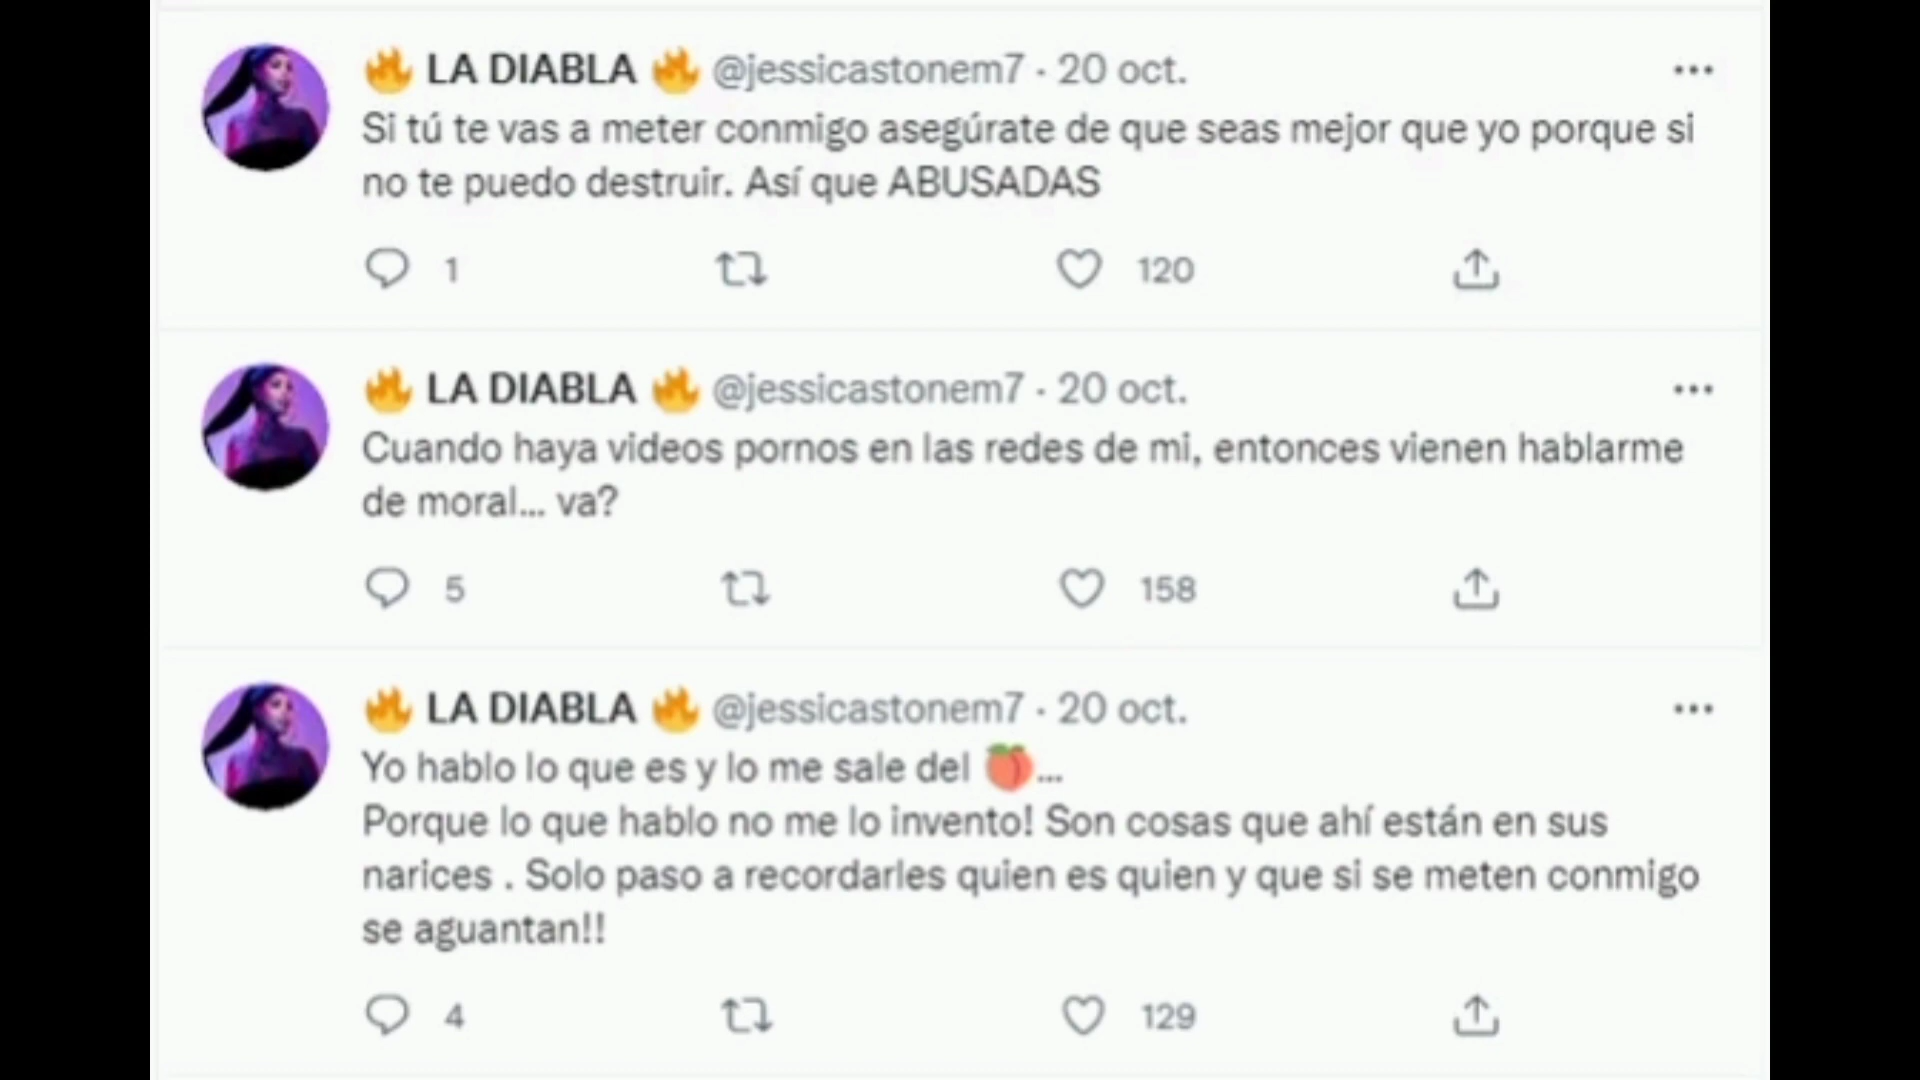 🔥 LA DIABLA 🔥 @jessicastonem7 · 20 oct.
Si tú te vas a meter conmigo asegúrate de que seas mejor que yo porque si
no te puedo destruir. Así que ABUSADAS
1 120
🔥 LA DIABLA 🔥 @jessicastonem7 · 20 oct.
Cuando haya videos pornos en las redes de mi, entonces vienen hablarme
de moral... va?
5 158
🔥 LA DIABLA 🔥 @jessicastonem7 · 20 oct.
Yo hablo lo que es y lo me sale del 🍑...
Porque lo que hablo no me lo invento! Son cosas que ahí están en sus
narices . Solo paso a recordarles quien es quien y que si se meten conmigo
se aguantan!!
4 129